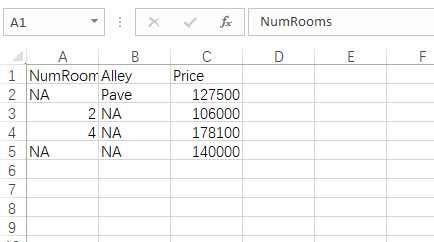 A1 fx NumRooms
A B C D E F
1 NumRoom Alley Price
2 NA Pave 127500
3 2 NA 106000
4 4 NA 178100
5 NA NA 140000
6
7
8
9